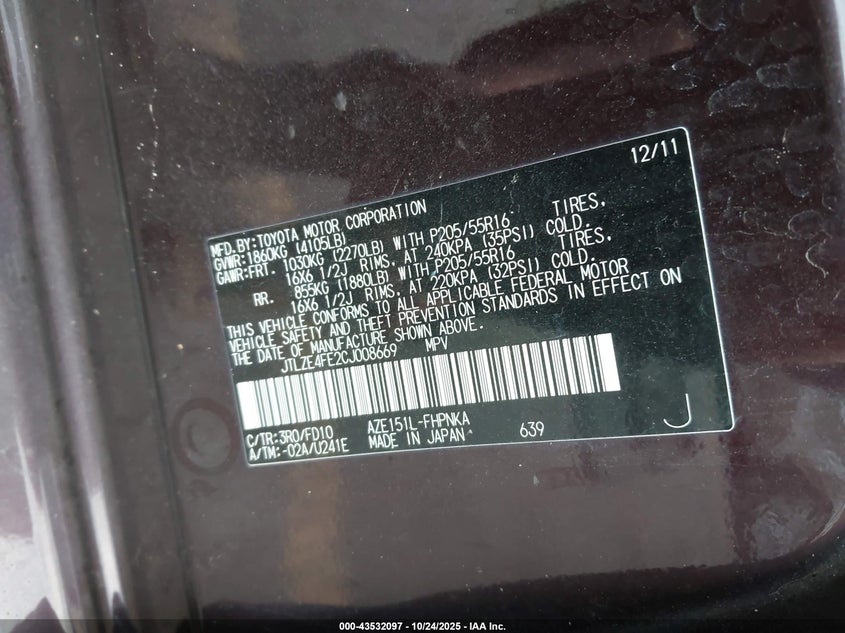 12/11
MFD.BY:TOYOTA MOTOR CORPORATION
GVWR:1860KG (4105LB)
GAWR:FRT. 1030KG (2270LB) WITH P205/55R16 TIRES,
16X6 1/2J RIMS, AT 240KPA (35PSI) COLD.
RR. 855KG (1880LB) WITH P205/55R16 TIRES,
16X6 1/2J RIMS, AT 220KPA (32PSI) COLD.
THIS VEHICLE CONFORMS TO ALL APPLICABLE FEDERAL MOTOR
VEHICLE SAFETY AND THEFT PREVENTION STANDARDS IN EFFECT ON
THE DATE OF MANUFACTURE SHOWN ABOVE.
JTLZE4FE2CJ008669 MPV
C/TR:3R0/FD10 AZE151L-FHPNKA
A/TM:-02A/U241E MADE IN JAPAN 639 J
000-43532097 - 10/24/2025 - IAA Inc.